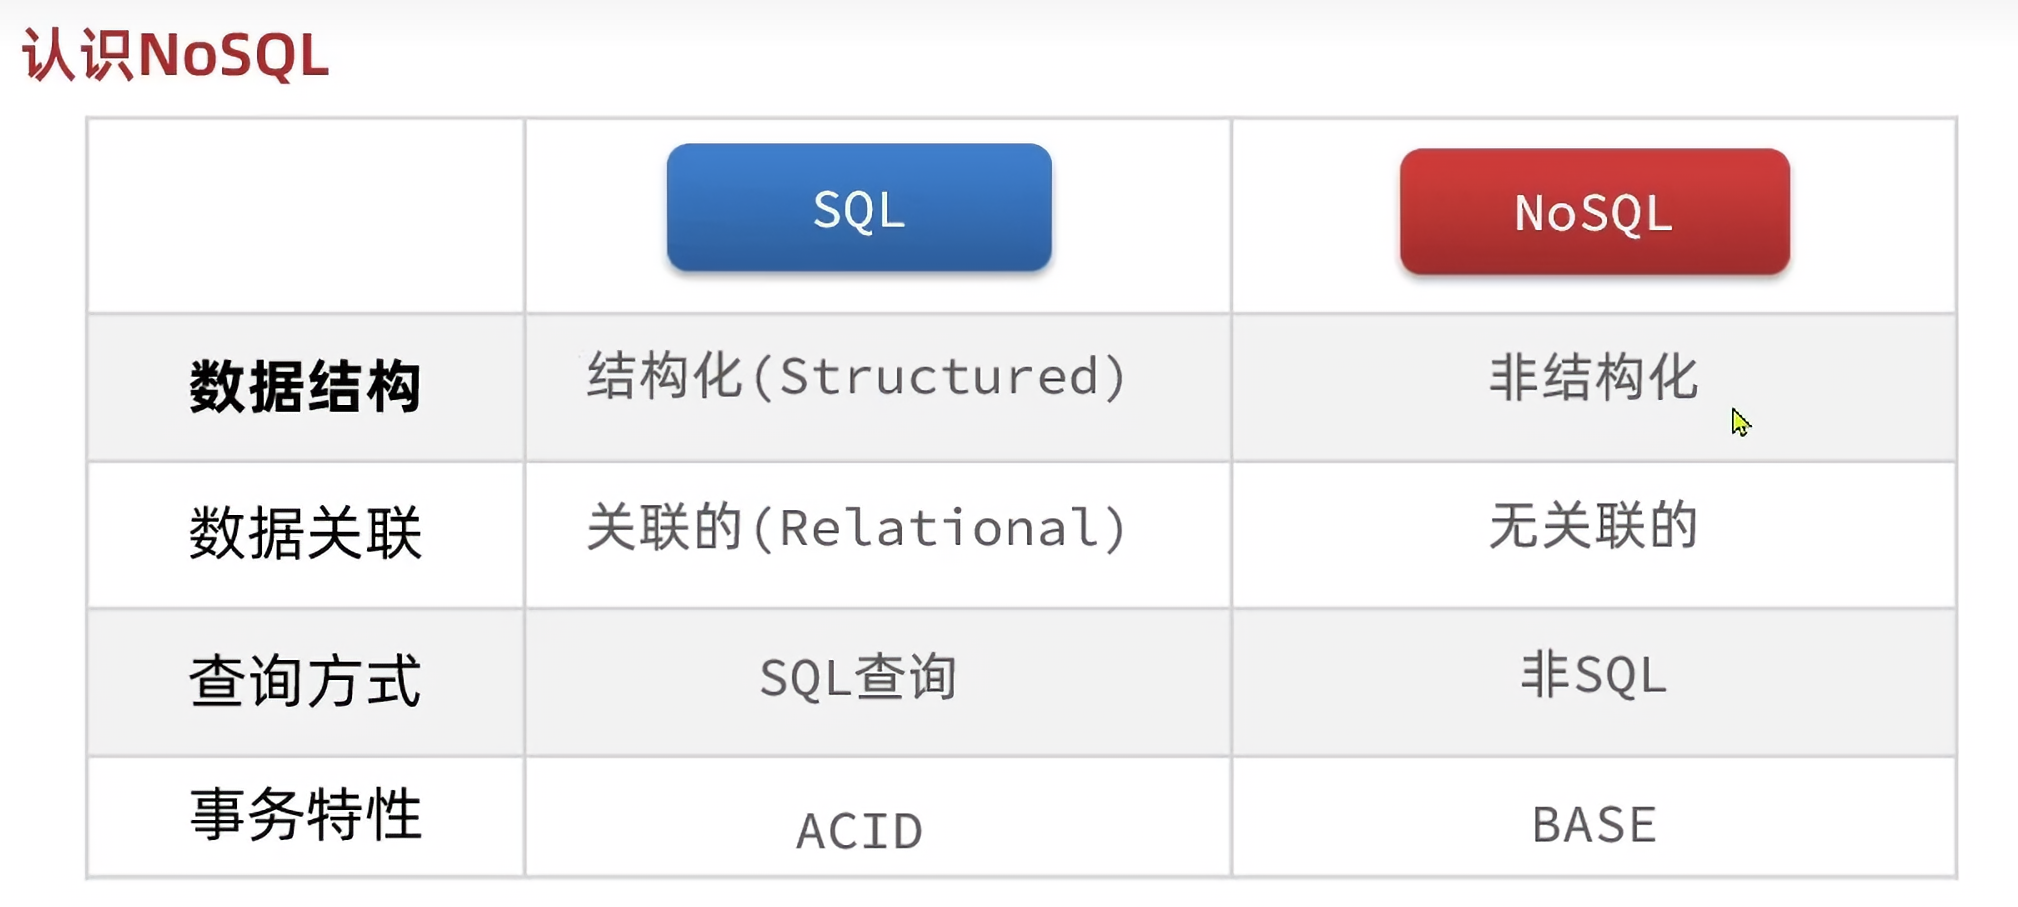 认识NoSQL
SQL
NoSQL
数据结构
结构化(Structured)
非结构化
数据关联
关联的(Relational)
无关联的
查询方式
SQL查询
非SQL
事务特性
ACID
BASE